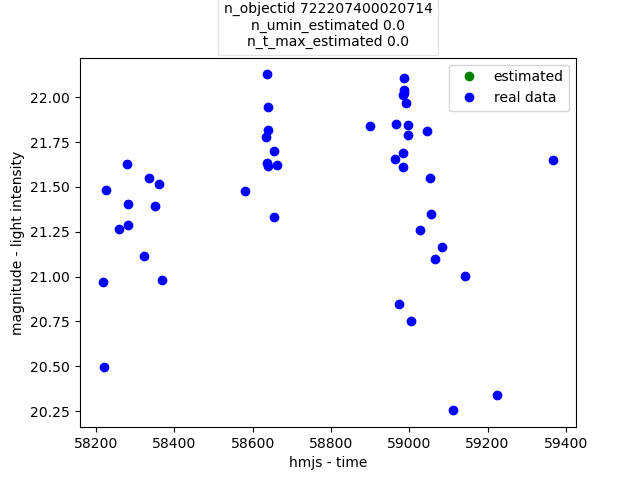 n_objectid 722207400020714
n_umin_estimated 0.0
n_t_max_estimated 0.0
estimated
real data
22.00
21.75
21.50
21.25
21.00
20.75
20.50
20.25
magnitude - light intensity
58200 58400 58600 58800 59000 59200 59400
hmjs - time